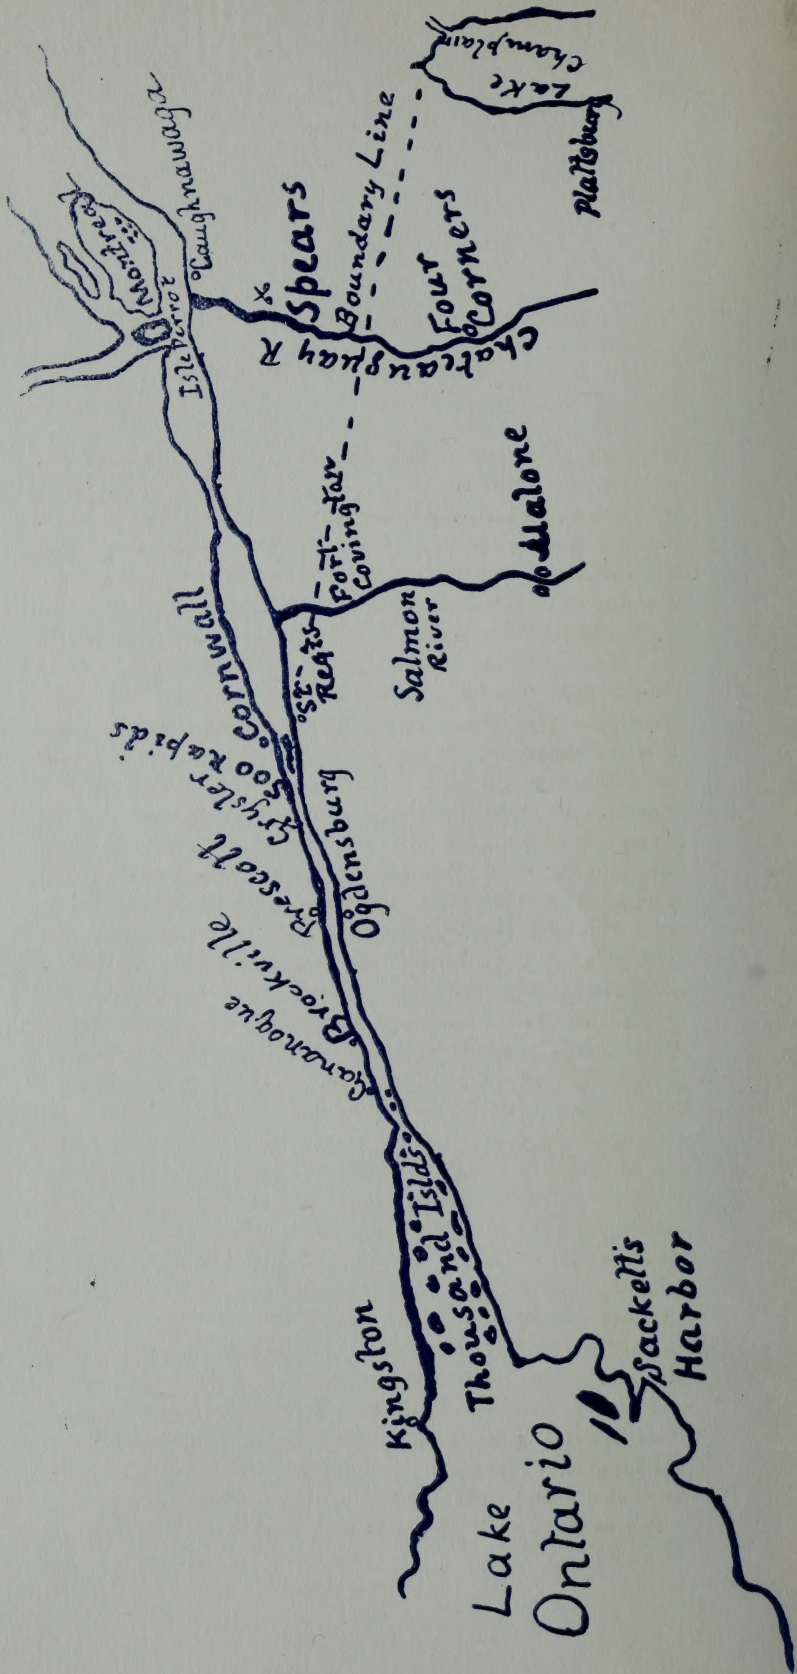 Lake
Ontario
Kingston
Sacketts
Harbor
Thousand Islds
Gananoque
Brockville
Prescott
Ogdensburg
Crysler
Soo Rapids
Cornwall
St.
Regis
Salmon
River
Fort
Covington
Malone
Isle Perrot
Montreal
Caughnawaga
Chateauguay R
x
Spears
Boundary Line
Four
Corners
Lake
Champlain
Plattsburg